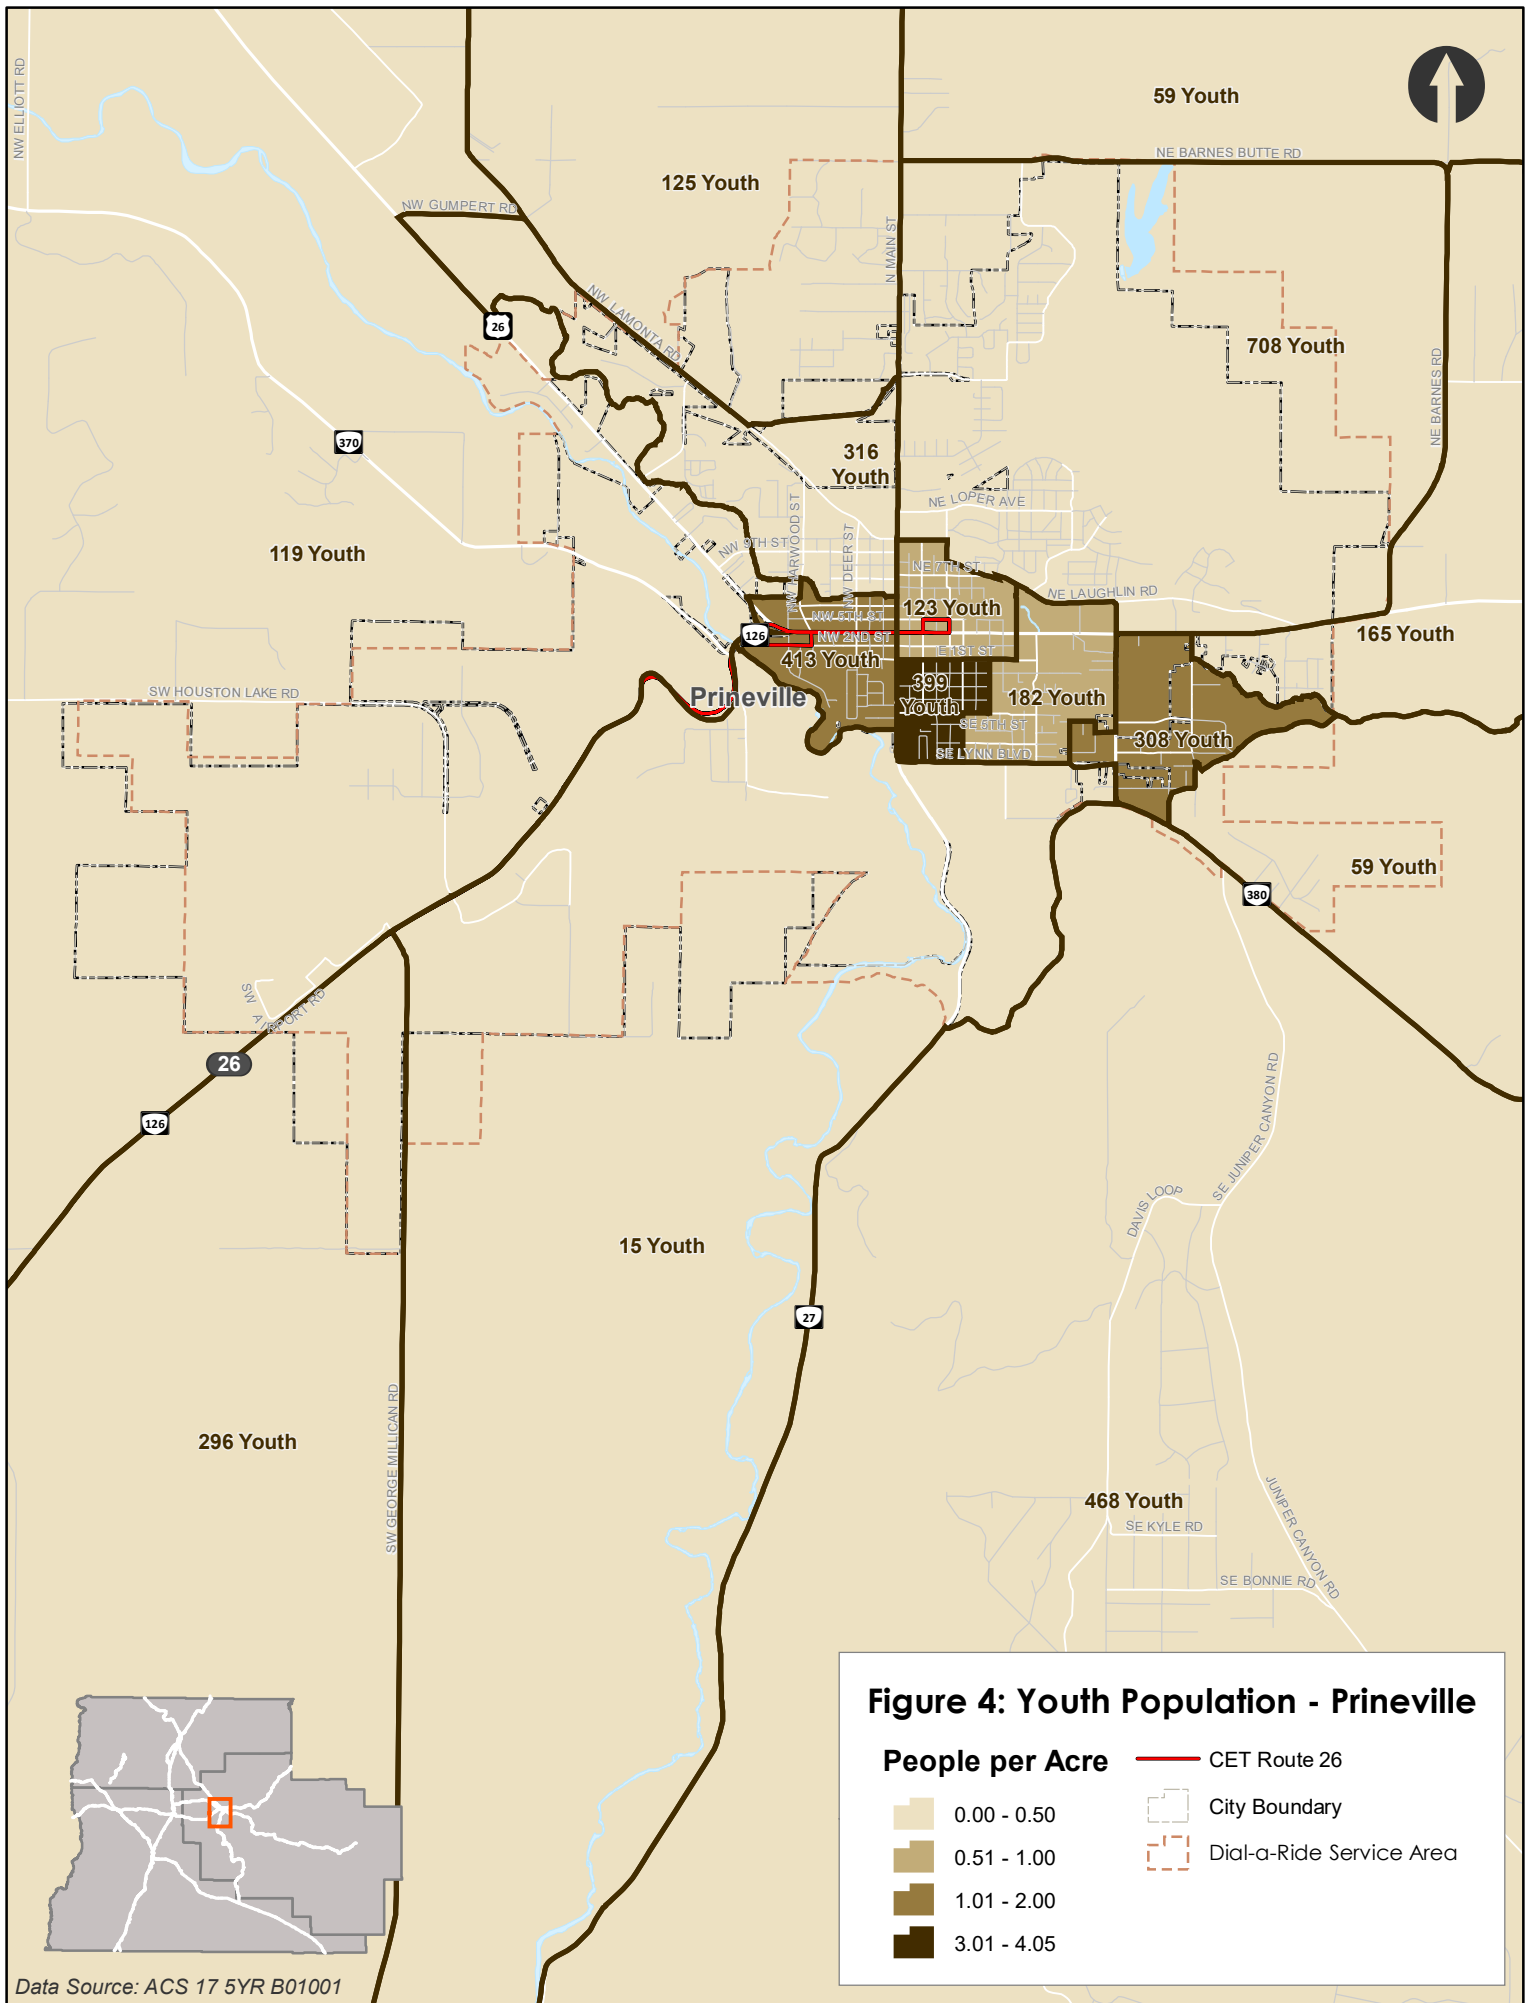 NW ELLIOTT RD
59 Youth
NE BARNES BUTTE RD
125 Youth
NW GUMPERT RD
N MAIN ST
26
NW LAMONTA RD
708 Youth
NE BARNES RD
370
316
Youth
NE LOPER AVE
119 Youth
NW HARWOOD ST
NW DEER ST
NW 9TH ST
NE 7TH ST
NE LAUGHLIN RD
123 Youth
NW 5TH ST
126
NW 2ND ST
165 Youth
E 1ST ST
413 Youth
399
Youth
SW HOUSTON LAKE RD
Prineville
182 Youth
SE 5TH ST
308 Youth
SE LYNN BLVD
59 Youth
380
SW AIRPORT RD
26
126
SE JUNIPER CANYON RD
DAVIS LOOP
15 Youth
27
296 Youth
SW GEORGE MILLICAN RD
468 Youth
SE KYLE RD
JUNIPER CANYON RD
SE BONNIE RD
Figure 4: Youth Population - Prineville
People per Acre
0.00 - 0.50
0.51 - 1.00
1.01 - 2.00
3.01 - 4.05
CET Route 26
City Boundary
Dial-a-Ride Service Area
Data Source: ACS 17 5YR B01001